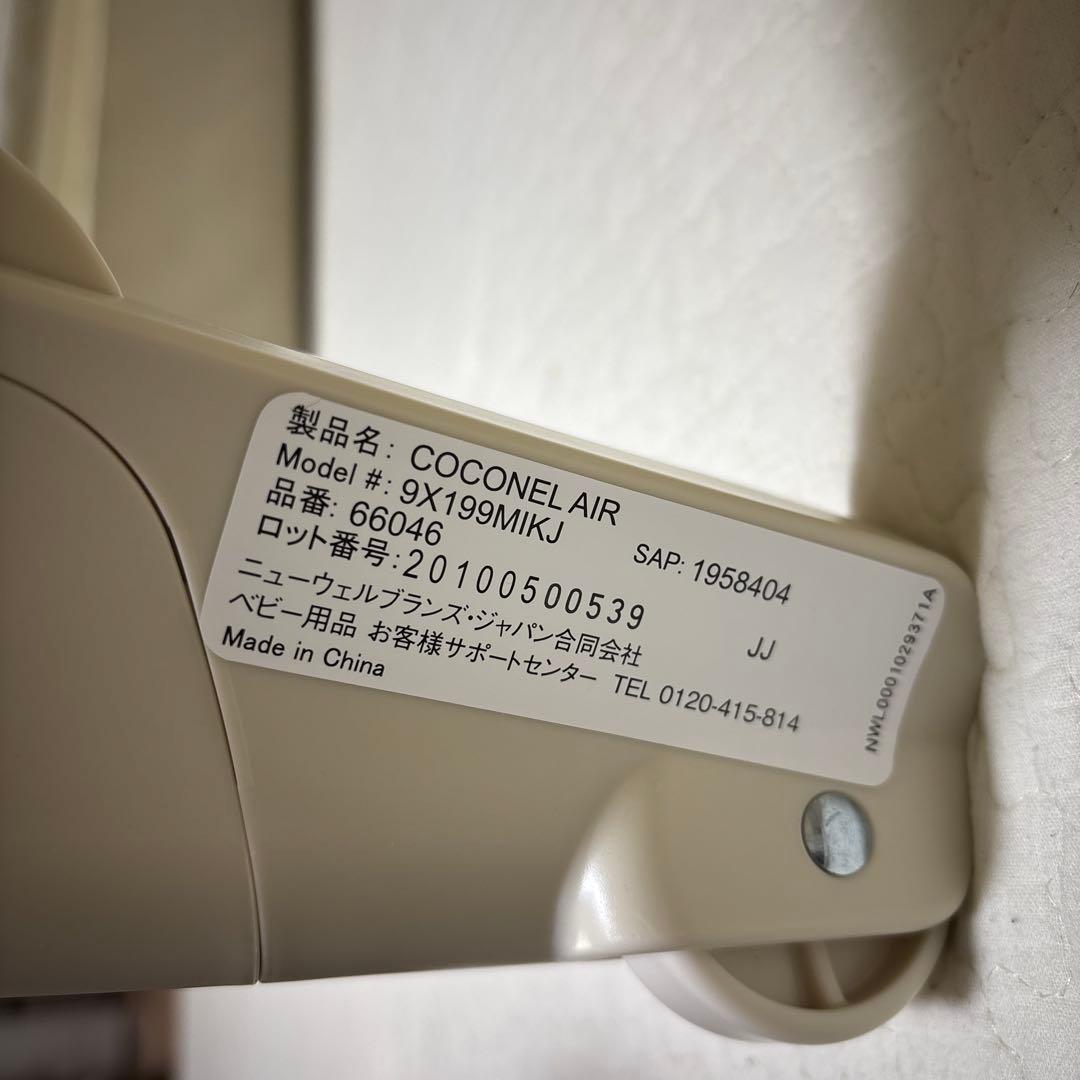 製品名: COCONEL AIR
Model #: 9X199MIKJ SAP: 1958404
品番: 66046
ロット番号: 20100500539 JJ
ニューウェルブランズ・ジャパン合同会社
ベビー用品 お客様サポートセンター TEL 0120-415-814
Made in China
NWL0001029371A